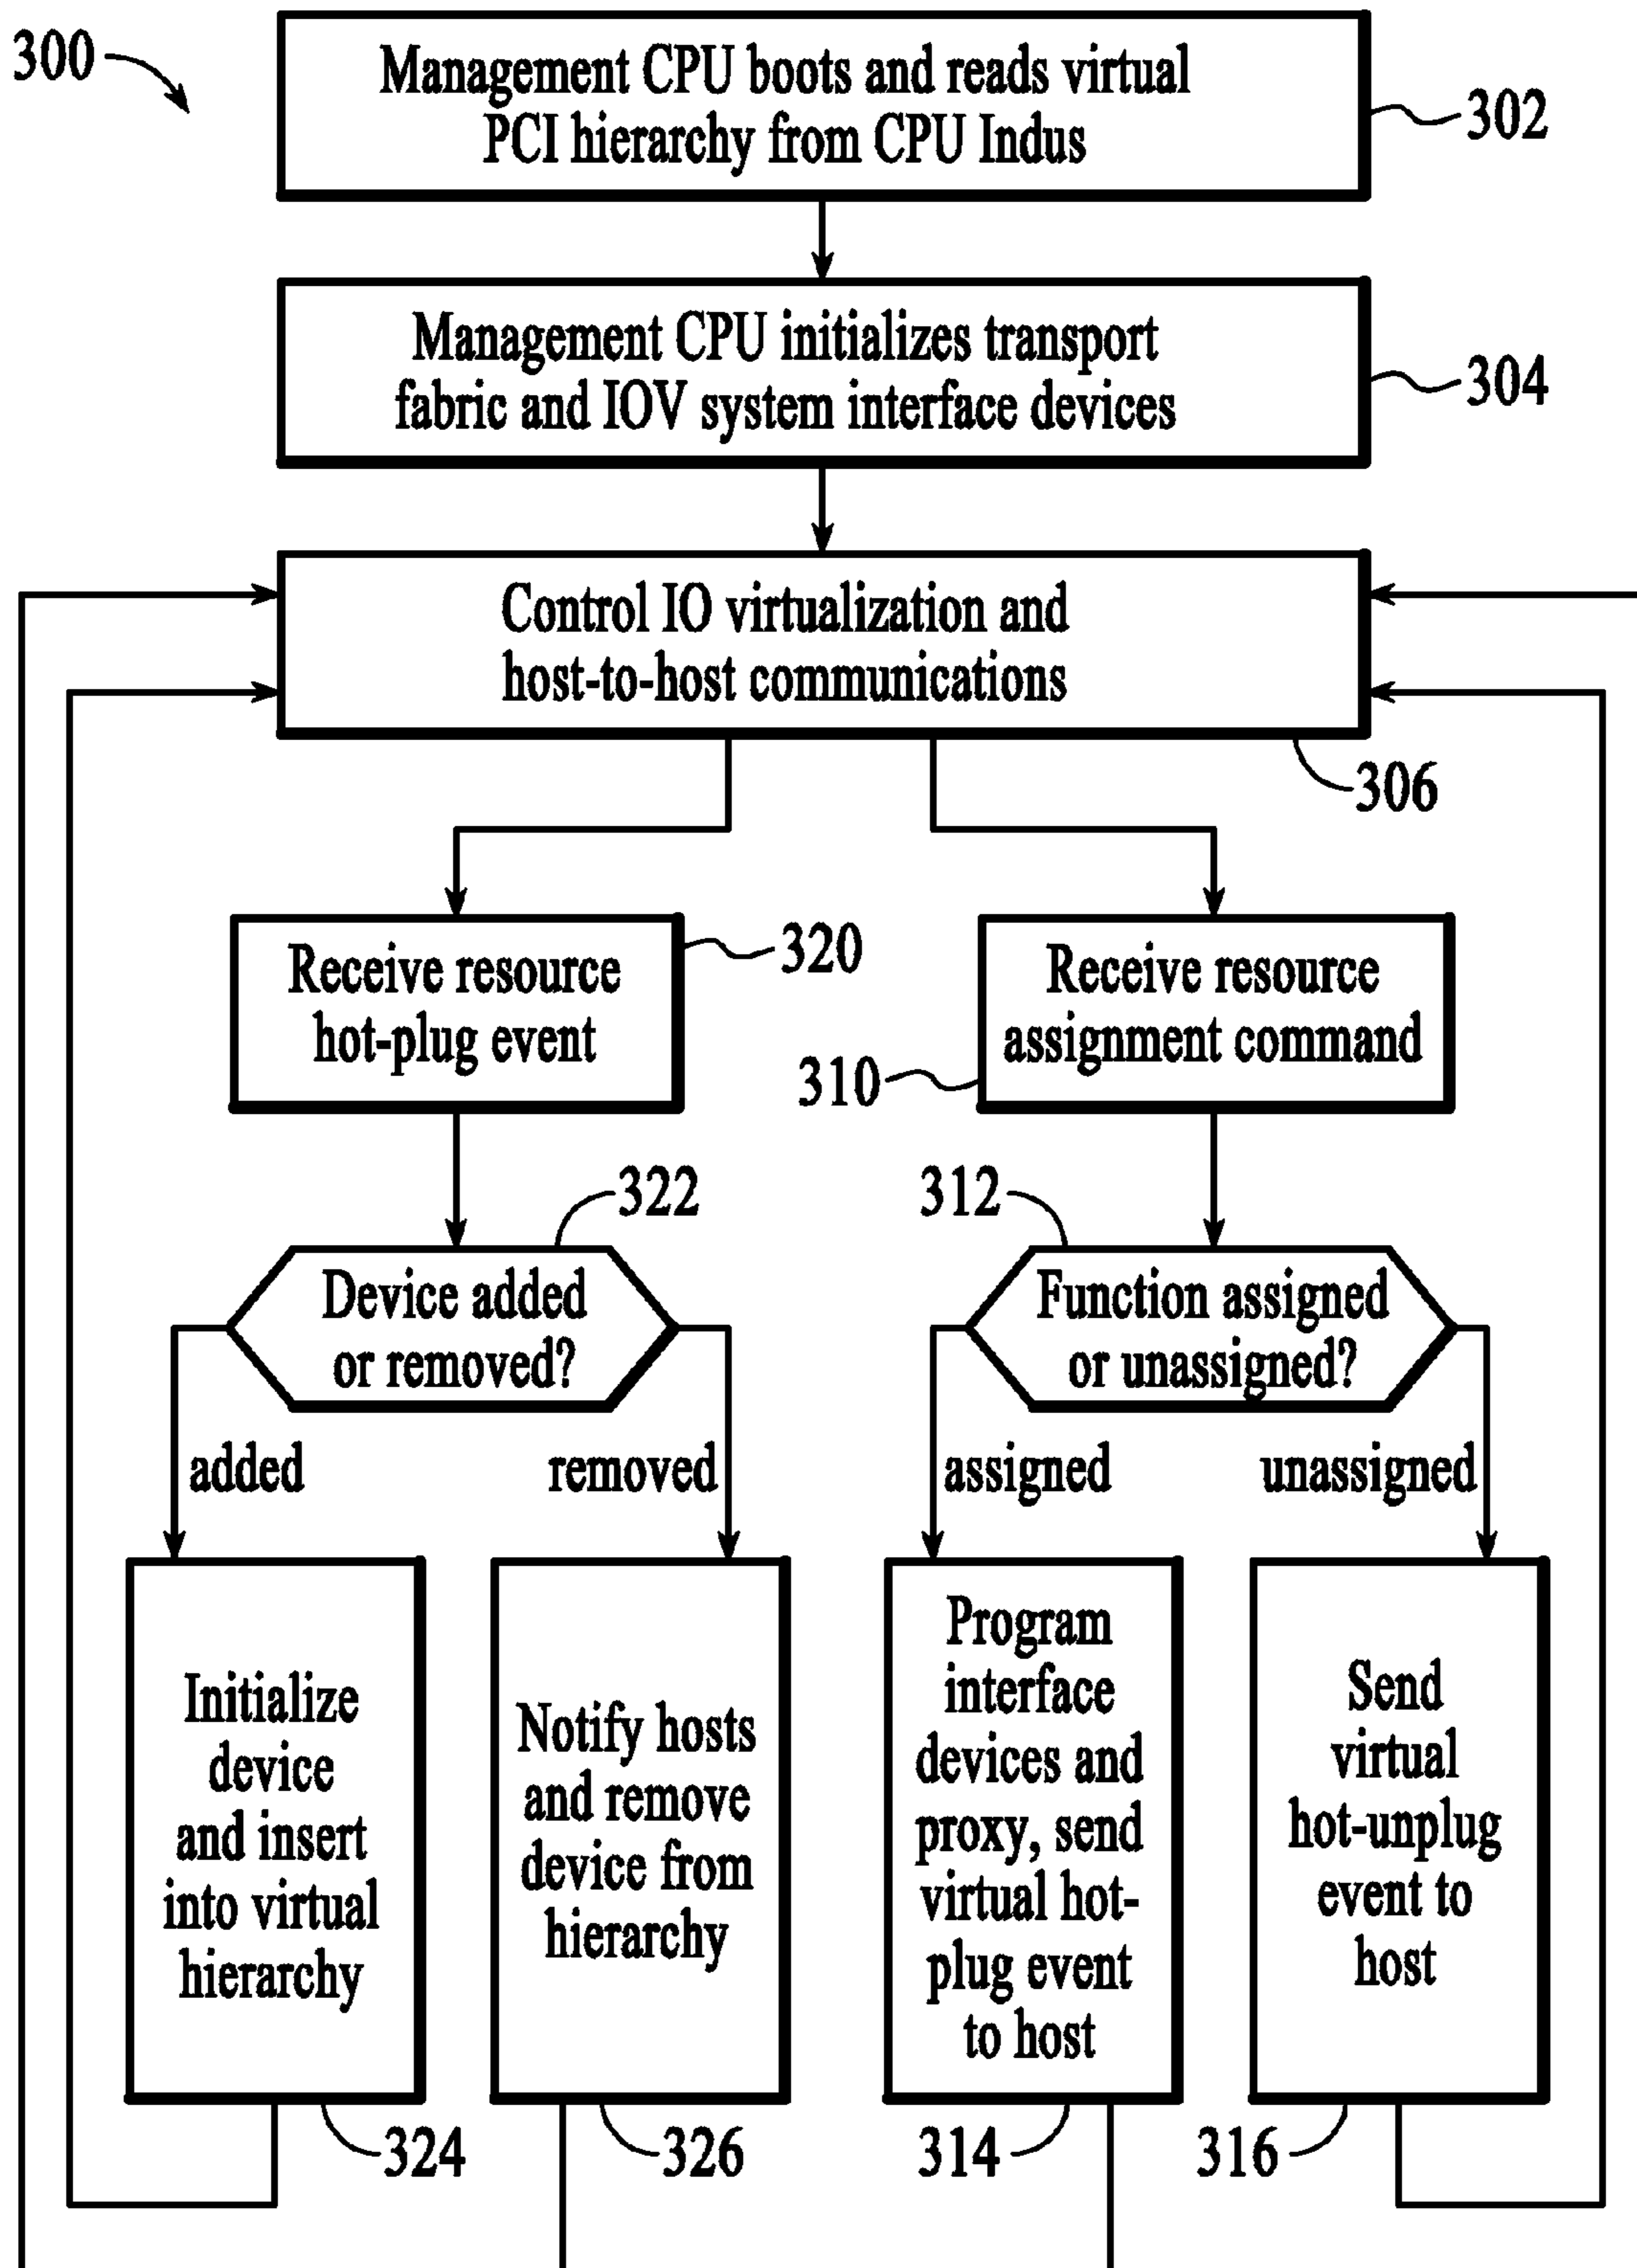 300
Management CPU boots and reads virtual
PCI hierarchy from CPU Indus
302
Management CPU initializes transport
fabric and IOV system interface devices
304
Control IO virtualization and
host-to-host communications
306
Receive resource
hot-plug event
320
Receive resource
assignment command
310
322
Device added
or removed?
312
Function assigned
or unassigned?
added
removed
assigned
unassigned
Initialize
device
and insert
into virtual
hierarchy
324
Notify hosts
and remove
device from
hierarchy
326
Program
interface
devices and
proxy, send
virtual hot-
plug event
to host
314
Send
virtual
hot-unplug
event to
host
316